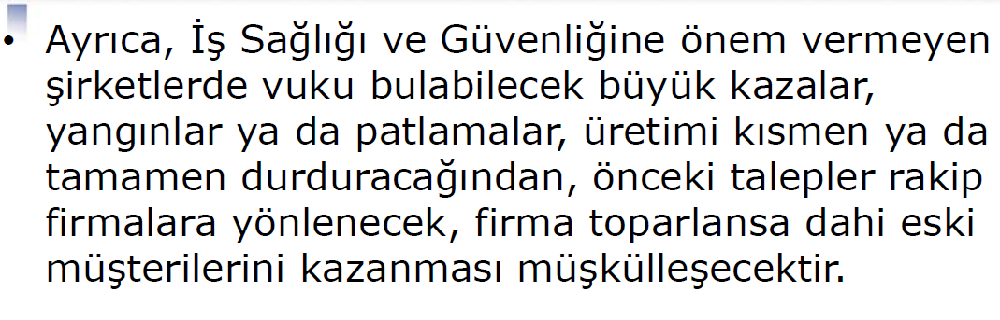 • Ayrıca, İş Sağlığı ve Güvenliğine önem vermeyen
şirketlerde vuku bulabilecek büyük kazalar,
yangınlar ya da patlamalar, üretimi kısmen ya da
tamamen durduracağından, önceki talepler rakip
firmalara yönlenecek, firma toparlansa dahi eski
müşterilerini kazanması müşkülleşecektir.